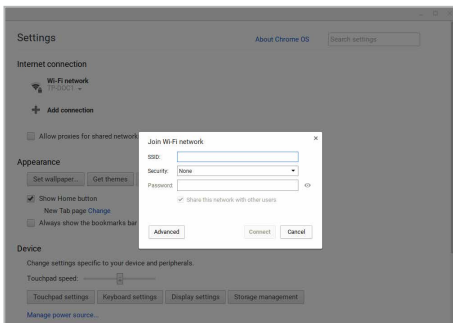 Settings
About Chrome OS
Search settings
Internet connection
Wi-Fi network
TP-DOC1
Add connection
Allow proxies for shared network
Join Wi-Fi network
SSID:
Security: None
Password:
Share this network with other users
Advanced Connect Cancel
Appearance
Set wallpaper... Get themes
Show Home button
New Tab page Change
Always show the bookmarks bar
Device
Change settings specific to your device and peripherals.
Touchpad speed:
Touchpad settings Keyboard settings Display settings Storage management
Manage power source...